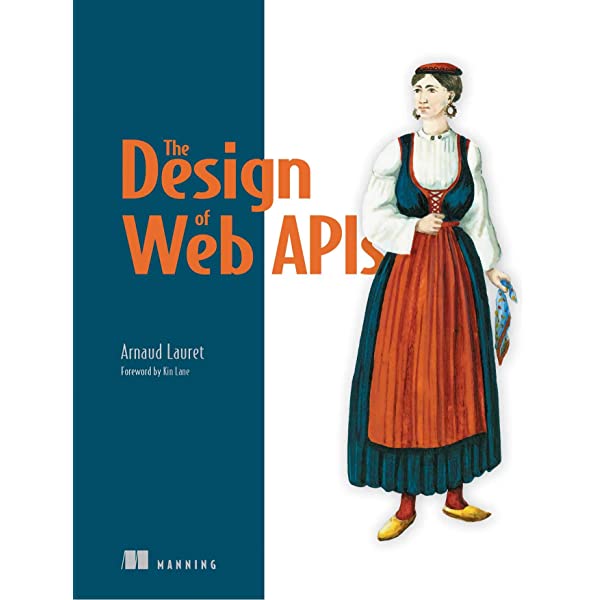 The
Design
of
Web APIs
Arnaud Lauret
Foreword by Kin Lane
MANNING